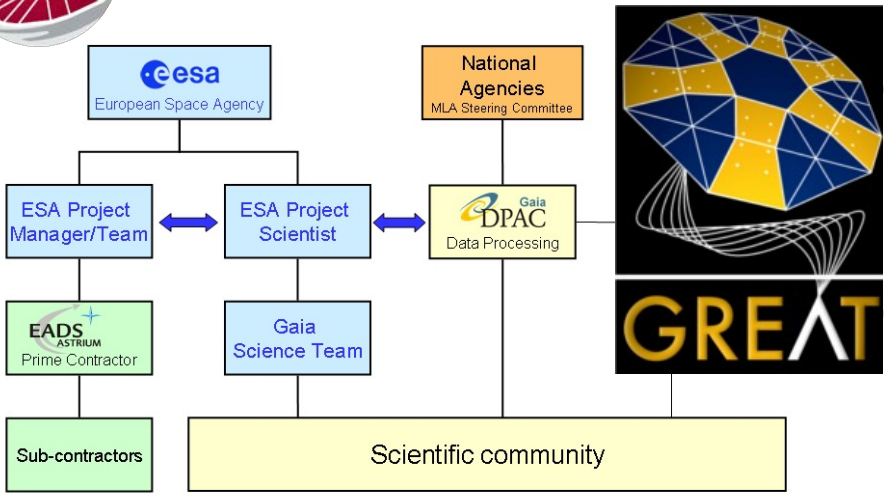 esa
European Space Agency
National
Agencies
MLA Steering Committee
ESA Project
Manager/Team
ESA Project
Scientist
Gaia
DPAC
Data Processing
EADS
ASTRIUM
Prime Contractor
Gaia
Science Team
GREAT
Sub-contractors
Scientific community